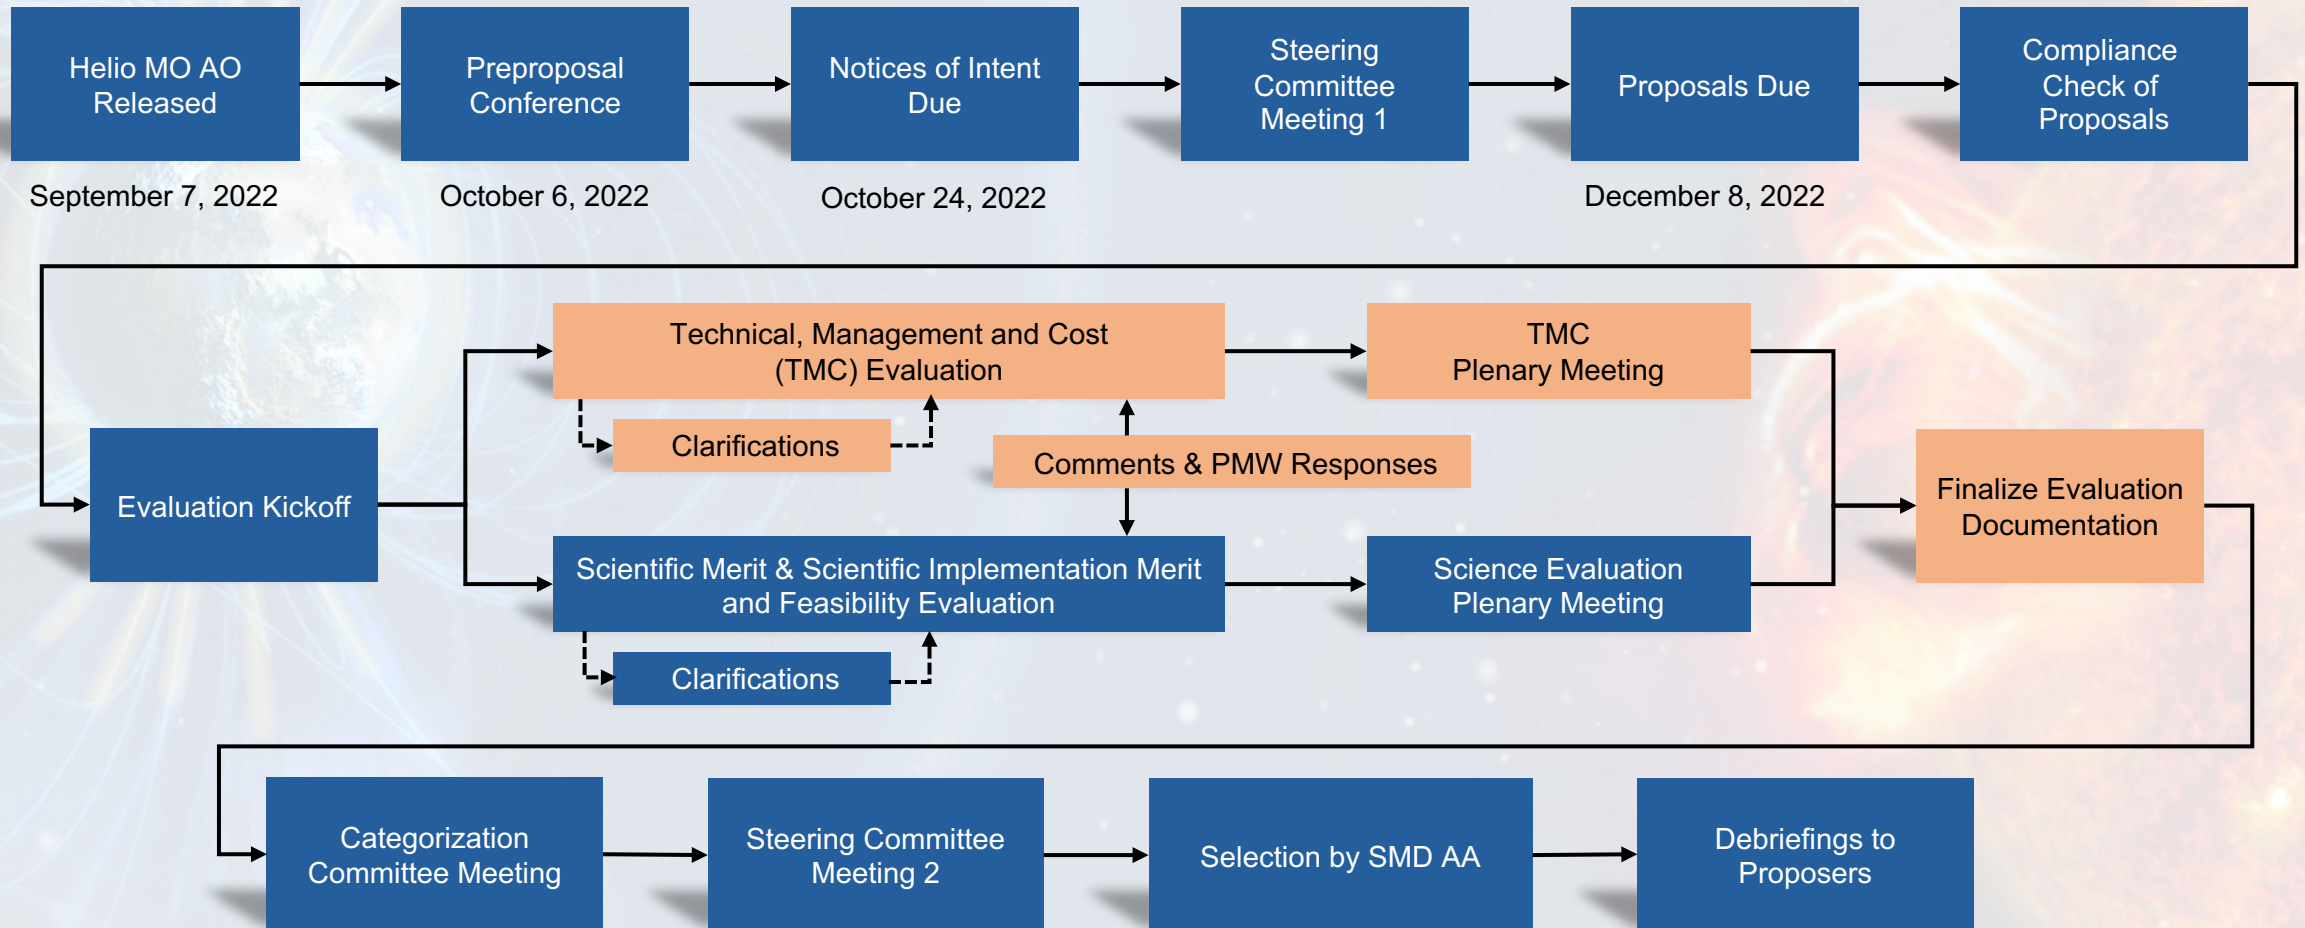 Helio MO AO
Released
Preproposal
Conference
Notices of Intent
Due
Steering
Committee
Meeting 1
Proposals Due
Compliance
Check of
Proposals
September 7, 2022
October 6, 2022
October 24, 2022
December 8, 2022
Technical, Management and Cost
(TMC) Evaluation
TMC
Plenary Meeting
Clarifications
Comments & PMW Responses
Evaluation Kickoff
Finalize Evaluation
Documentation
Scientific Merit & Scientific Implementation Merit
and Feasibility Evaluation
Science Evaluation
Plenary Meeting
Clarifications
Categorization
Committee Meeting
Steering Committee
Meeting 2
Selection by SMD AA
Debriefings to
Proposers